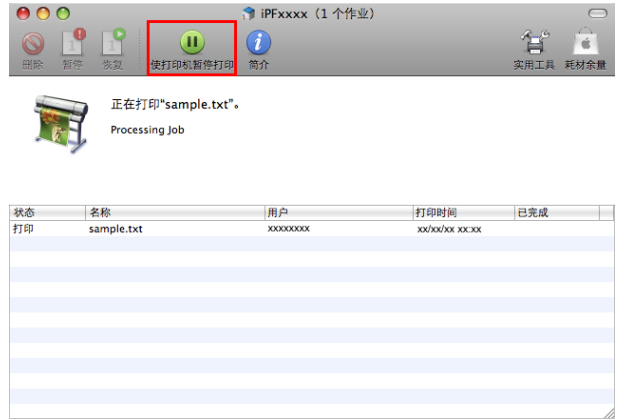 iPFxxxx（1 个作业）
删除 暂停 恢复 使打印机暂停打印 简介 实用工具 耗材余量
正在打印“sample.txt”。
Processing Job
状态 名称 用户 打印时间 已完成
打印 sample.txt xxxxxxxx xx/xx/xx xx:xx